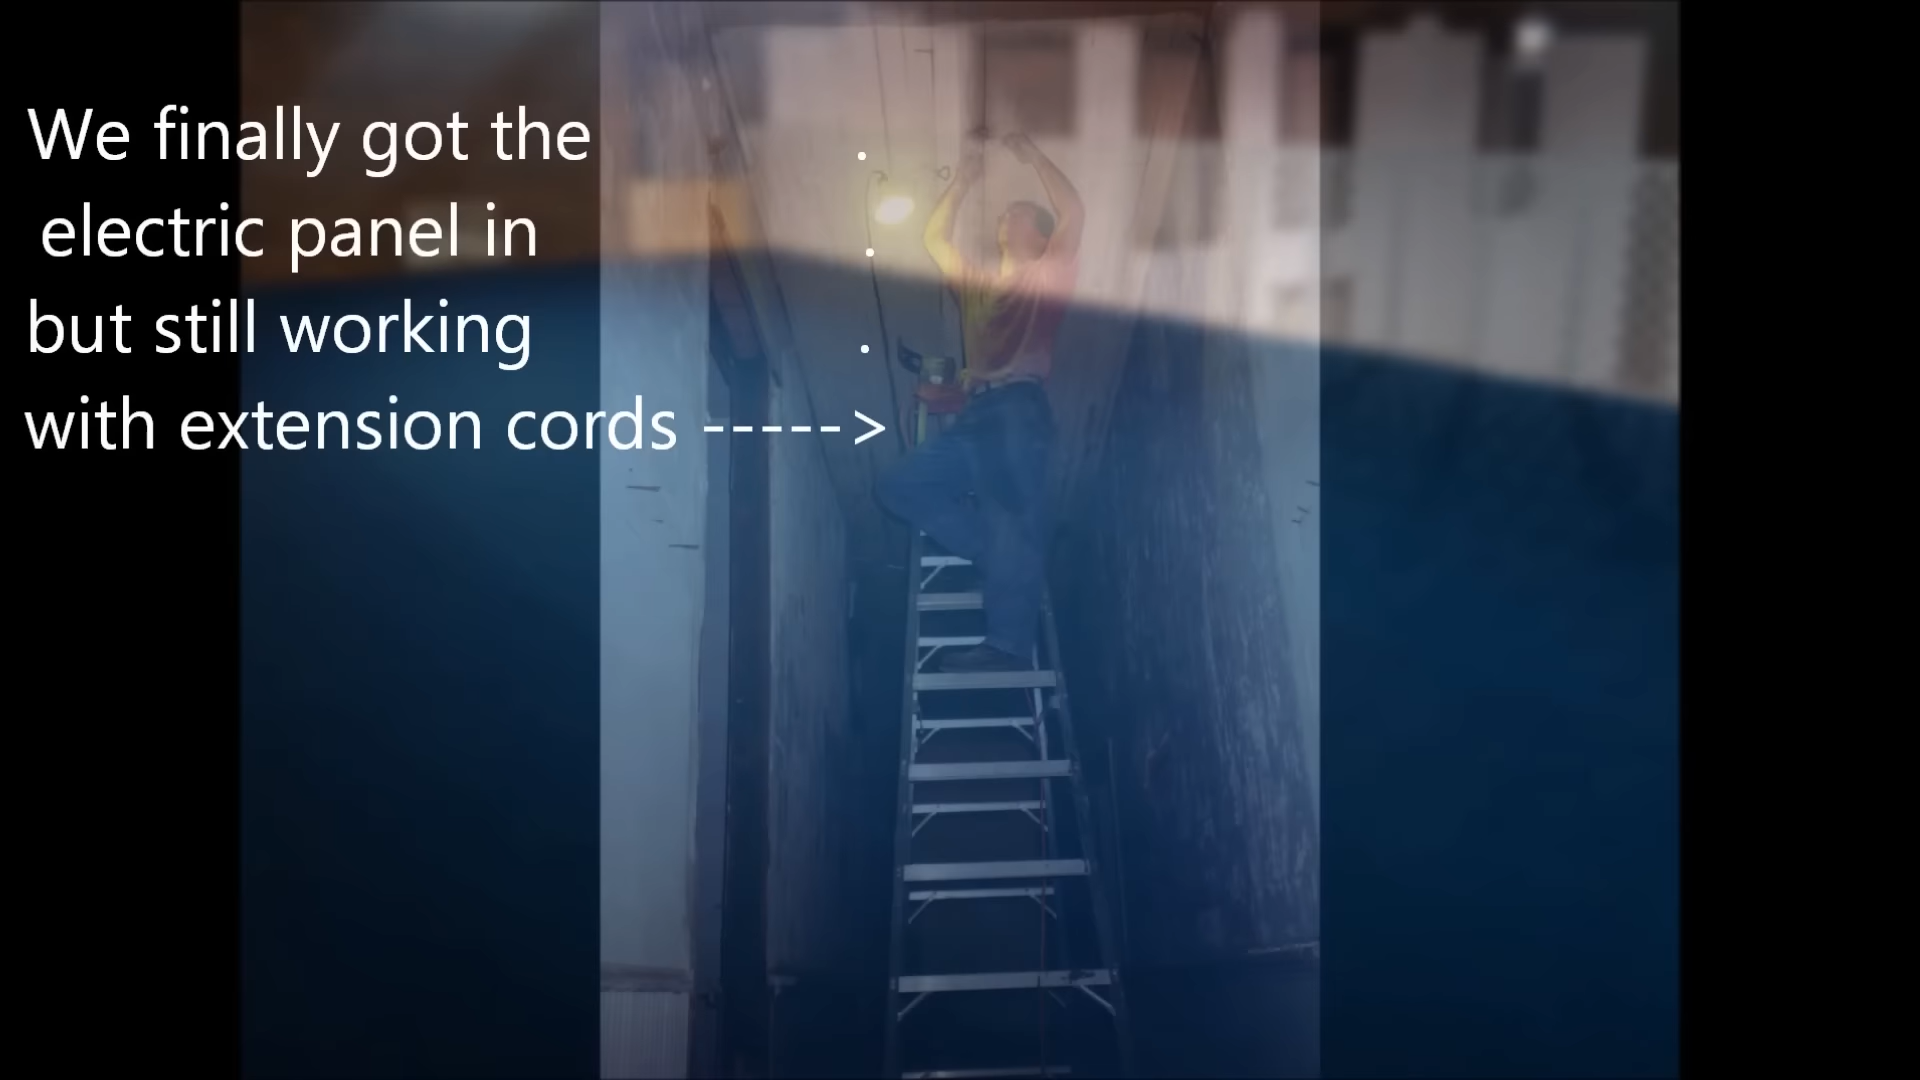 We finally got the .
electric panel in .
but still working .
with extension cords ----->